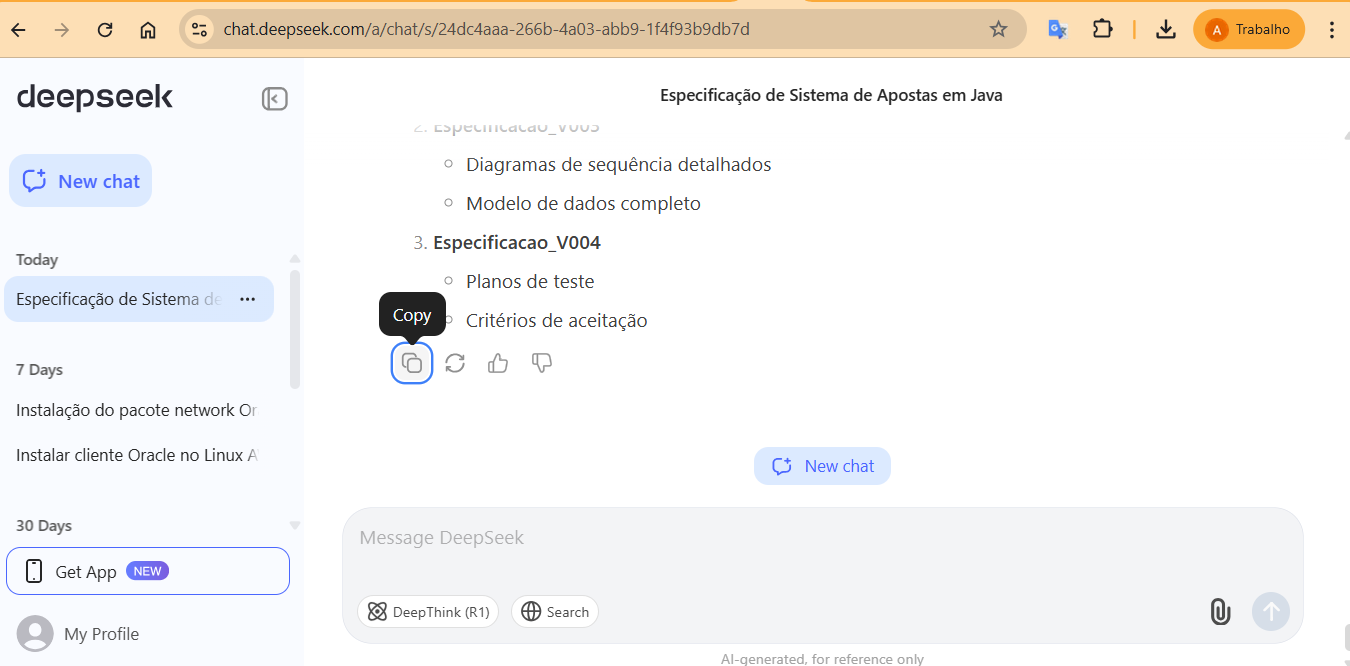 chat.deepseek.com/a/chat/s/24dc4aaa-266b-4a03-abb9-1f4f93b9db7d
A Trabalho
deepseek
New chat
Today
Especificação de Sistema de
7 Days
Instalação do pacote network Or
Instalar cliente Oracle no Linux A
30 Days
Get App NEW
My Profile
Especificação de Sistema de Apostas em Java
2. Especificacao_V003
Diagramas de sequência detalhados
Modelo de dados completo
3. Especificacao_V004
Planos de teste
Critérios de aceitação
Copy
New chat
Message DeepSeek
DeepThink (R1)
Search
AI-generated, for reference only